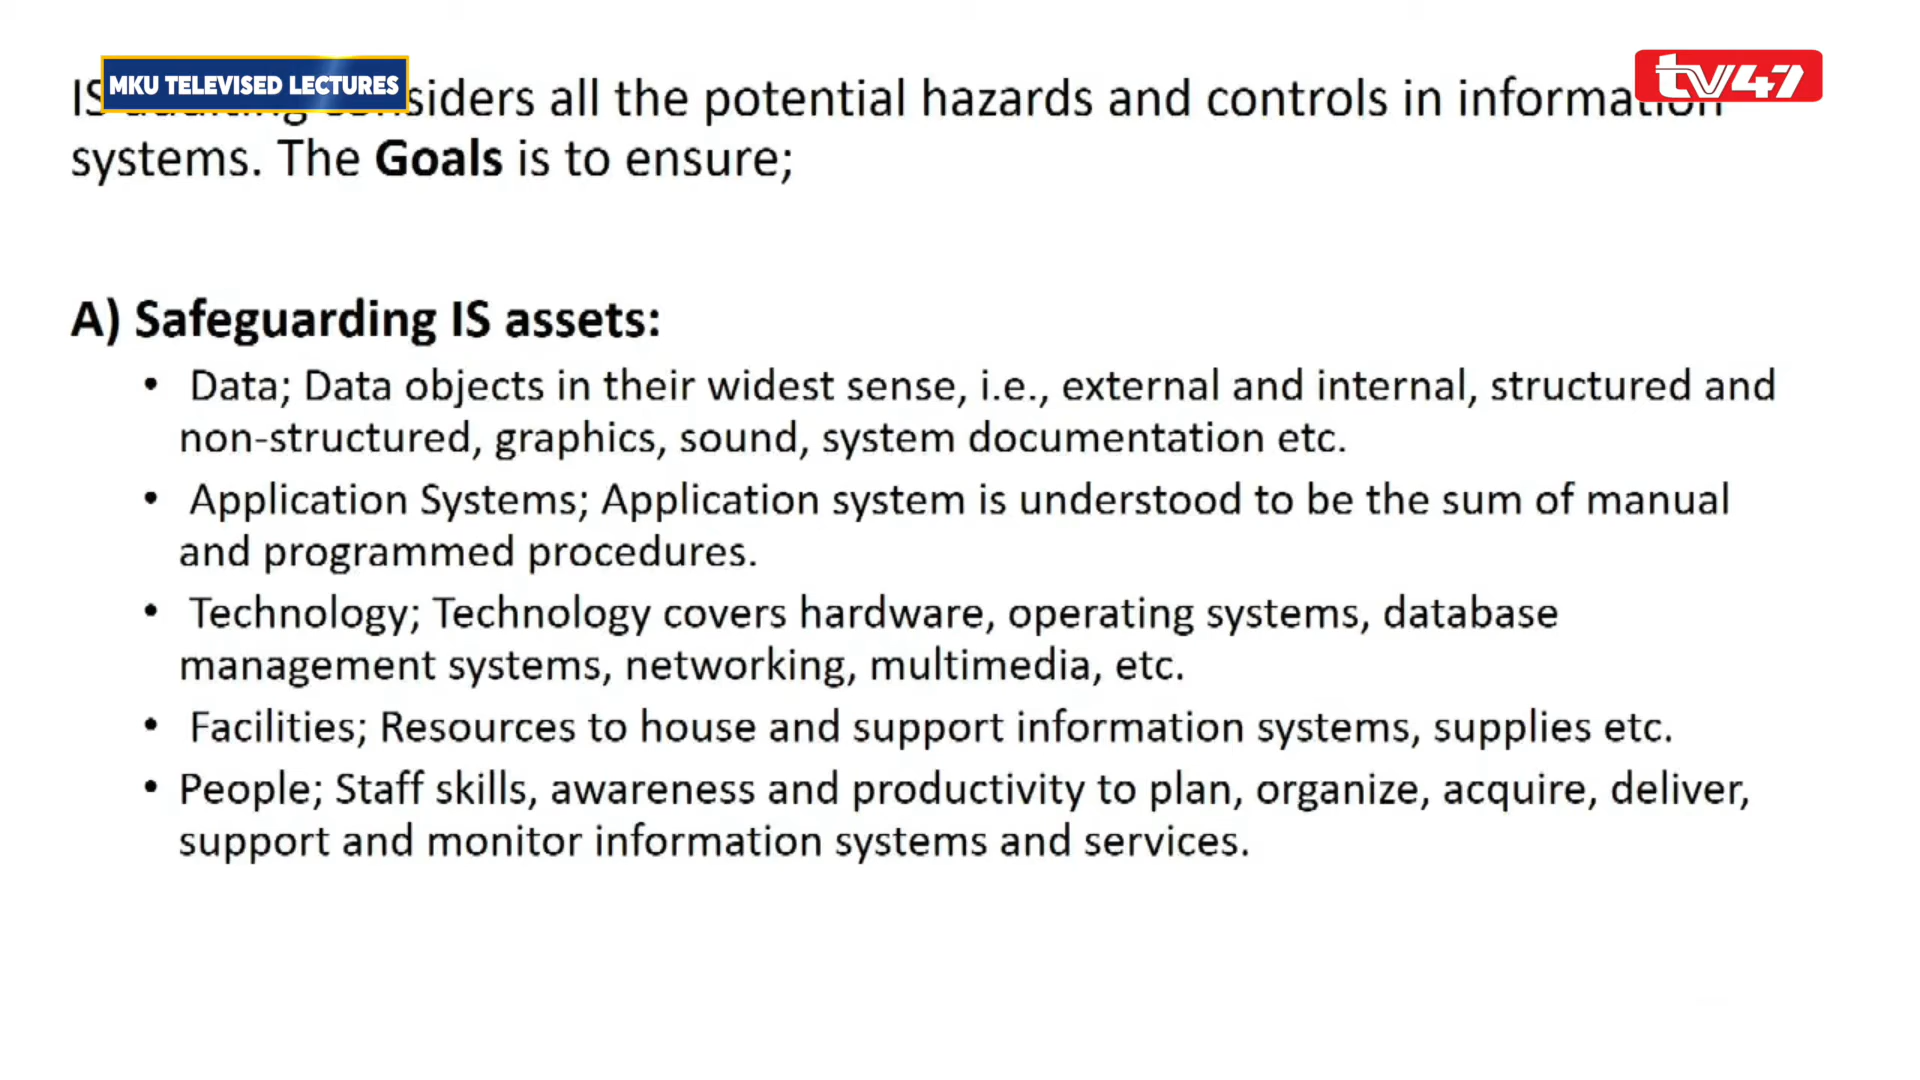 MKU TELEVISED LECTURES
tv47
IS auditing considers all the potential hazards and controls in information
systems. The Goals is to ensure;
A) Safeguarding IS assets:
• Data; Data objects in their widest sense, i.e., external and internal, structured and
non-structured, graphics, sound, system documentation etc.
• Application Systems; Application system is understood to be the sum of manual
and programmed procedures.
• Technology; Technology covers hardware, operating systems, database
management systems, networking, multimedia, etc.
• Facilities; Resources to house and support information systems, supplies etc.
• People; Staff skills, awareness and productivity to plan, organize, acquire, deliver,
support and monitor information systems and services.